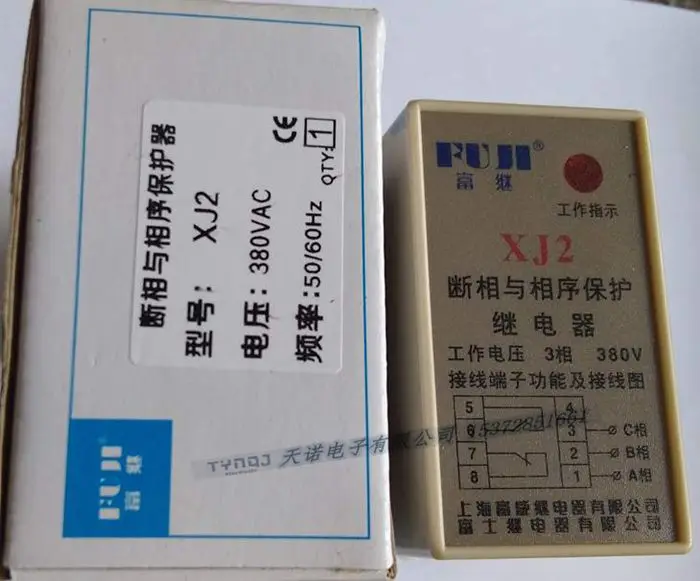 断相与相序保护器
型号: XJ2
电压: 380VAC
频率: 50/60Hz
CE
QTY: 1
FUJI
富继
FUJI®
富继
工作指示
XJ2
断相与相序保护
继电器
工作电压 3相 380V
接线端子功能及接线图
5 4
6 3 C相
7 2 B相
8 1 A相
上海富继继电器有限公司
富士继电器有限公司
TYNQJ 天诺电子有限公司